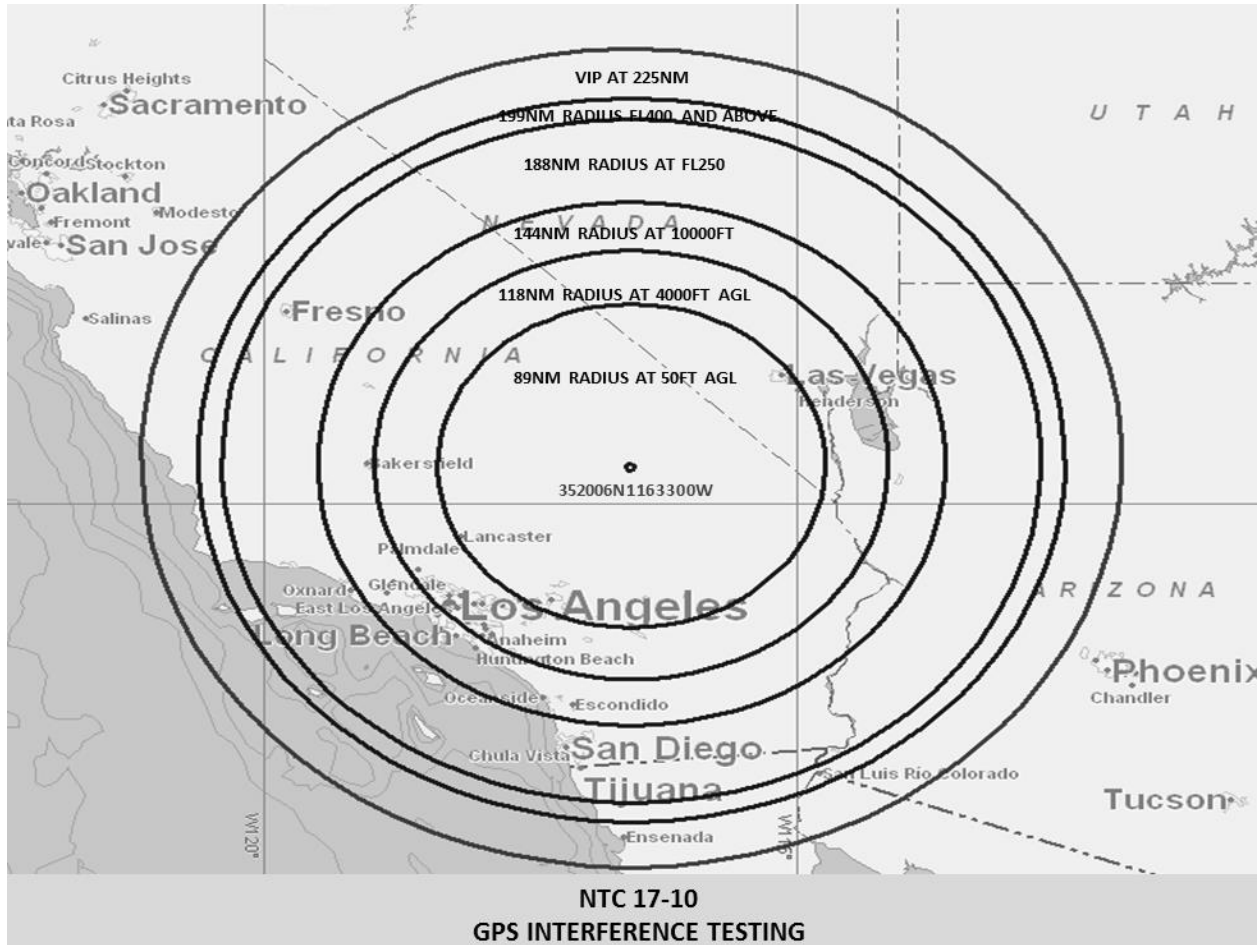 VIP AT 225NM
Citrus Heights
Sacramento
199NM RADIUS FL400 AND ABOVE
UTAH
ta Rosa
Concord
Stockton
188NM RADIUS AT FL250
Oakland
Modesto
Fremont
NEVADA
144NM RADIUS AT 10000FT
vale
San Jose
118NM RADIUS AT 4000FT AGL
Fresno
Salinas
CALIFORNIA
89NM RADIUS AT 50FT AGL
Las Vegas
Henderson
Bakersfield
352006N1163300W
Lancaster
Palmdale
Oxnard
Glendale
ARIZONA
East Los Angeles
Los Angeles
Long Beach
Anaheim
Huntington Beach
Phoenix
Chandler
Oceanside
Escondido
San Diego
Chula Vista
San Luis Río Colorado
Tijuana
Tucson
W120°
W116°
Ensenada
NTC 17-10
GPS INTERFERENCE TESTING